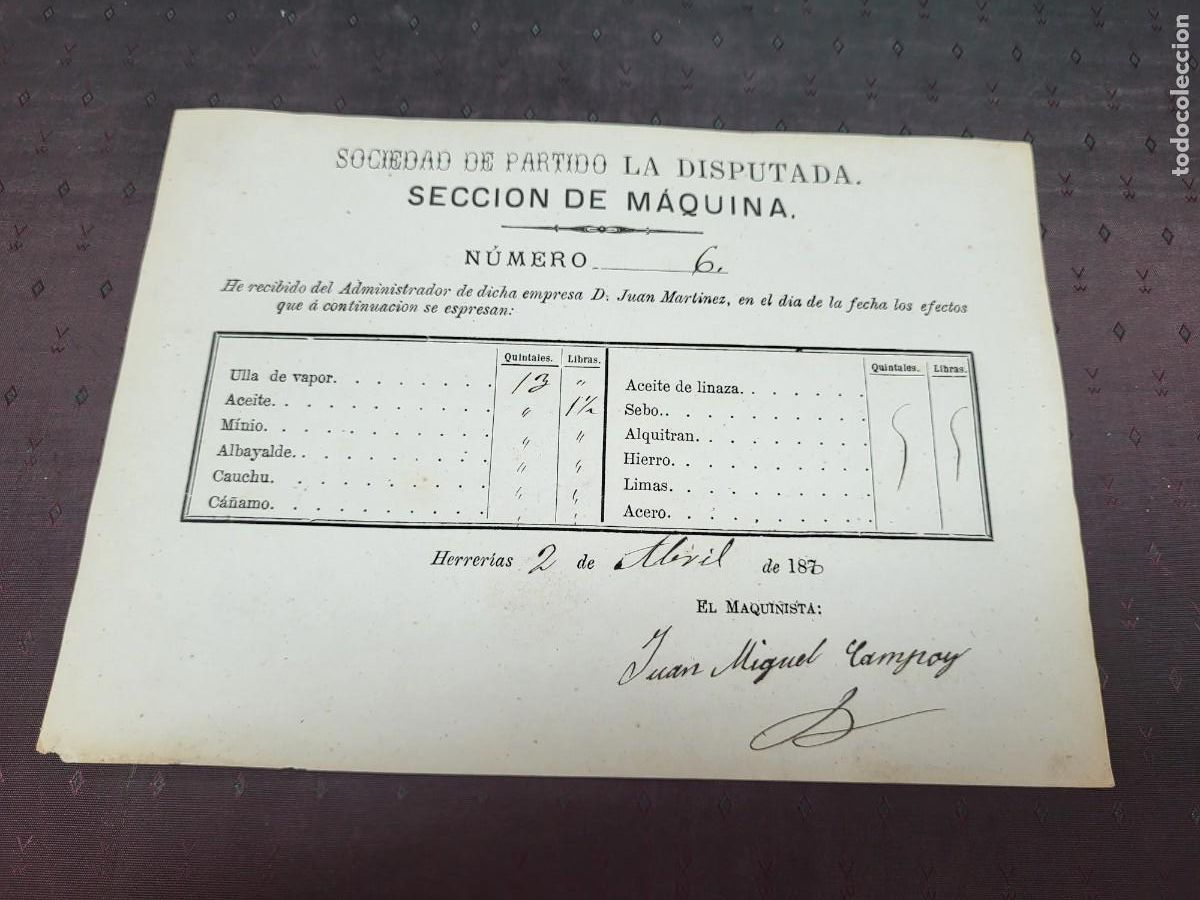 SOCIEDAD DE PARTIDO LA DISPUTADA.
SECCION DE MÁQUINA.
NÚMERO 6.
He recibido del Administrador de dicha empresa D. Juan Martinez, en el dia de la fecha los efectos
que á continuacion se espresan:
Quintales. Libras.
Ulla de vapor. . . . . . . . 13 "
Aceite. . . . . . . . . . " 1½
Mínio. . . . . . . . . . " "
Albayalde. . . . . . . . . " "
Cauchu. . . . . . . . . " "
Cáñamo. . . . . . . . . " "
Quintales. Libras.
Aceite de linaza. . . . . .
Sebo. . . . . . . . . .
Alquitran. . . . . . . .
Hierro. . . . . . . . .
Limas. . . . . . . . .
Acero. . . . . . . . .
Herrerías 2 de Abril de 1870
EL MAQUINISTA:
Juan Miguel Campoy
todocoleccion